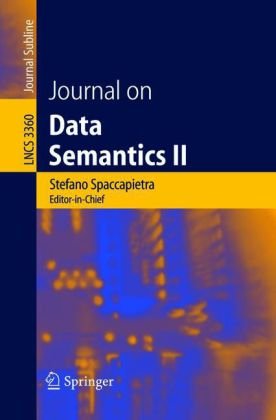 Journal Subline
LNCS 3360
Journal on
Data
Semantics II
Stefano Spaccapietra
Editor-in-Chief
Springer